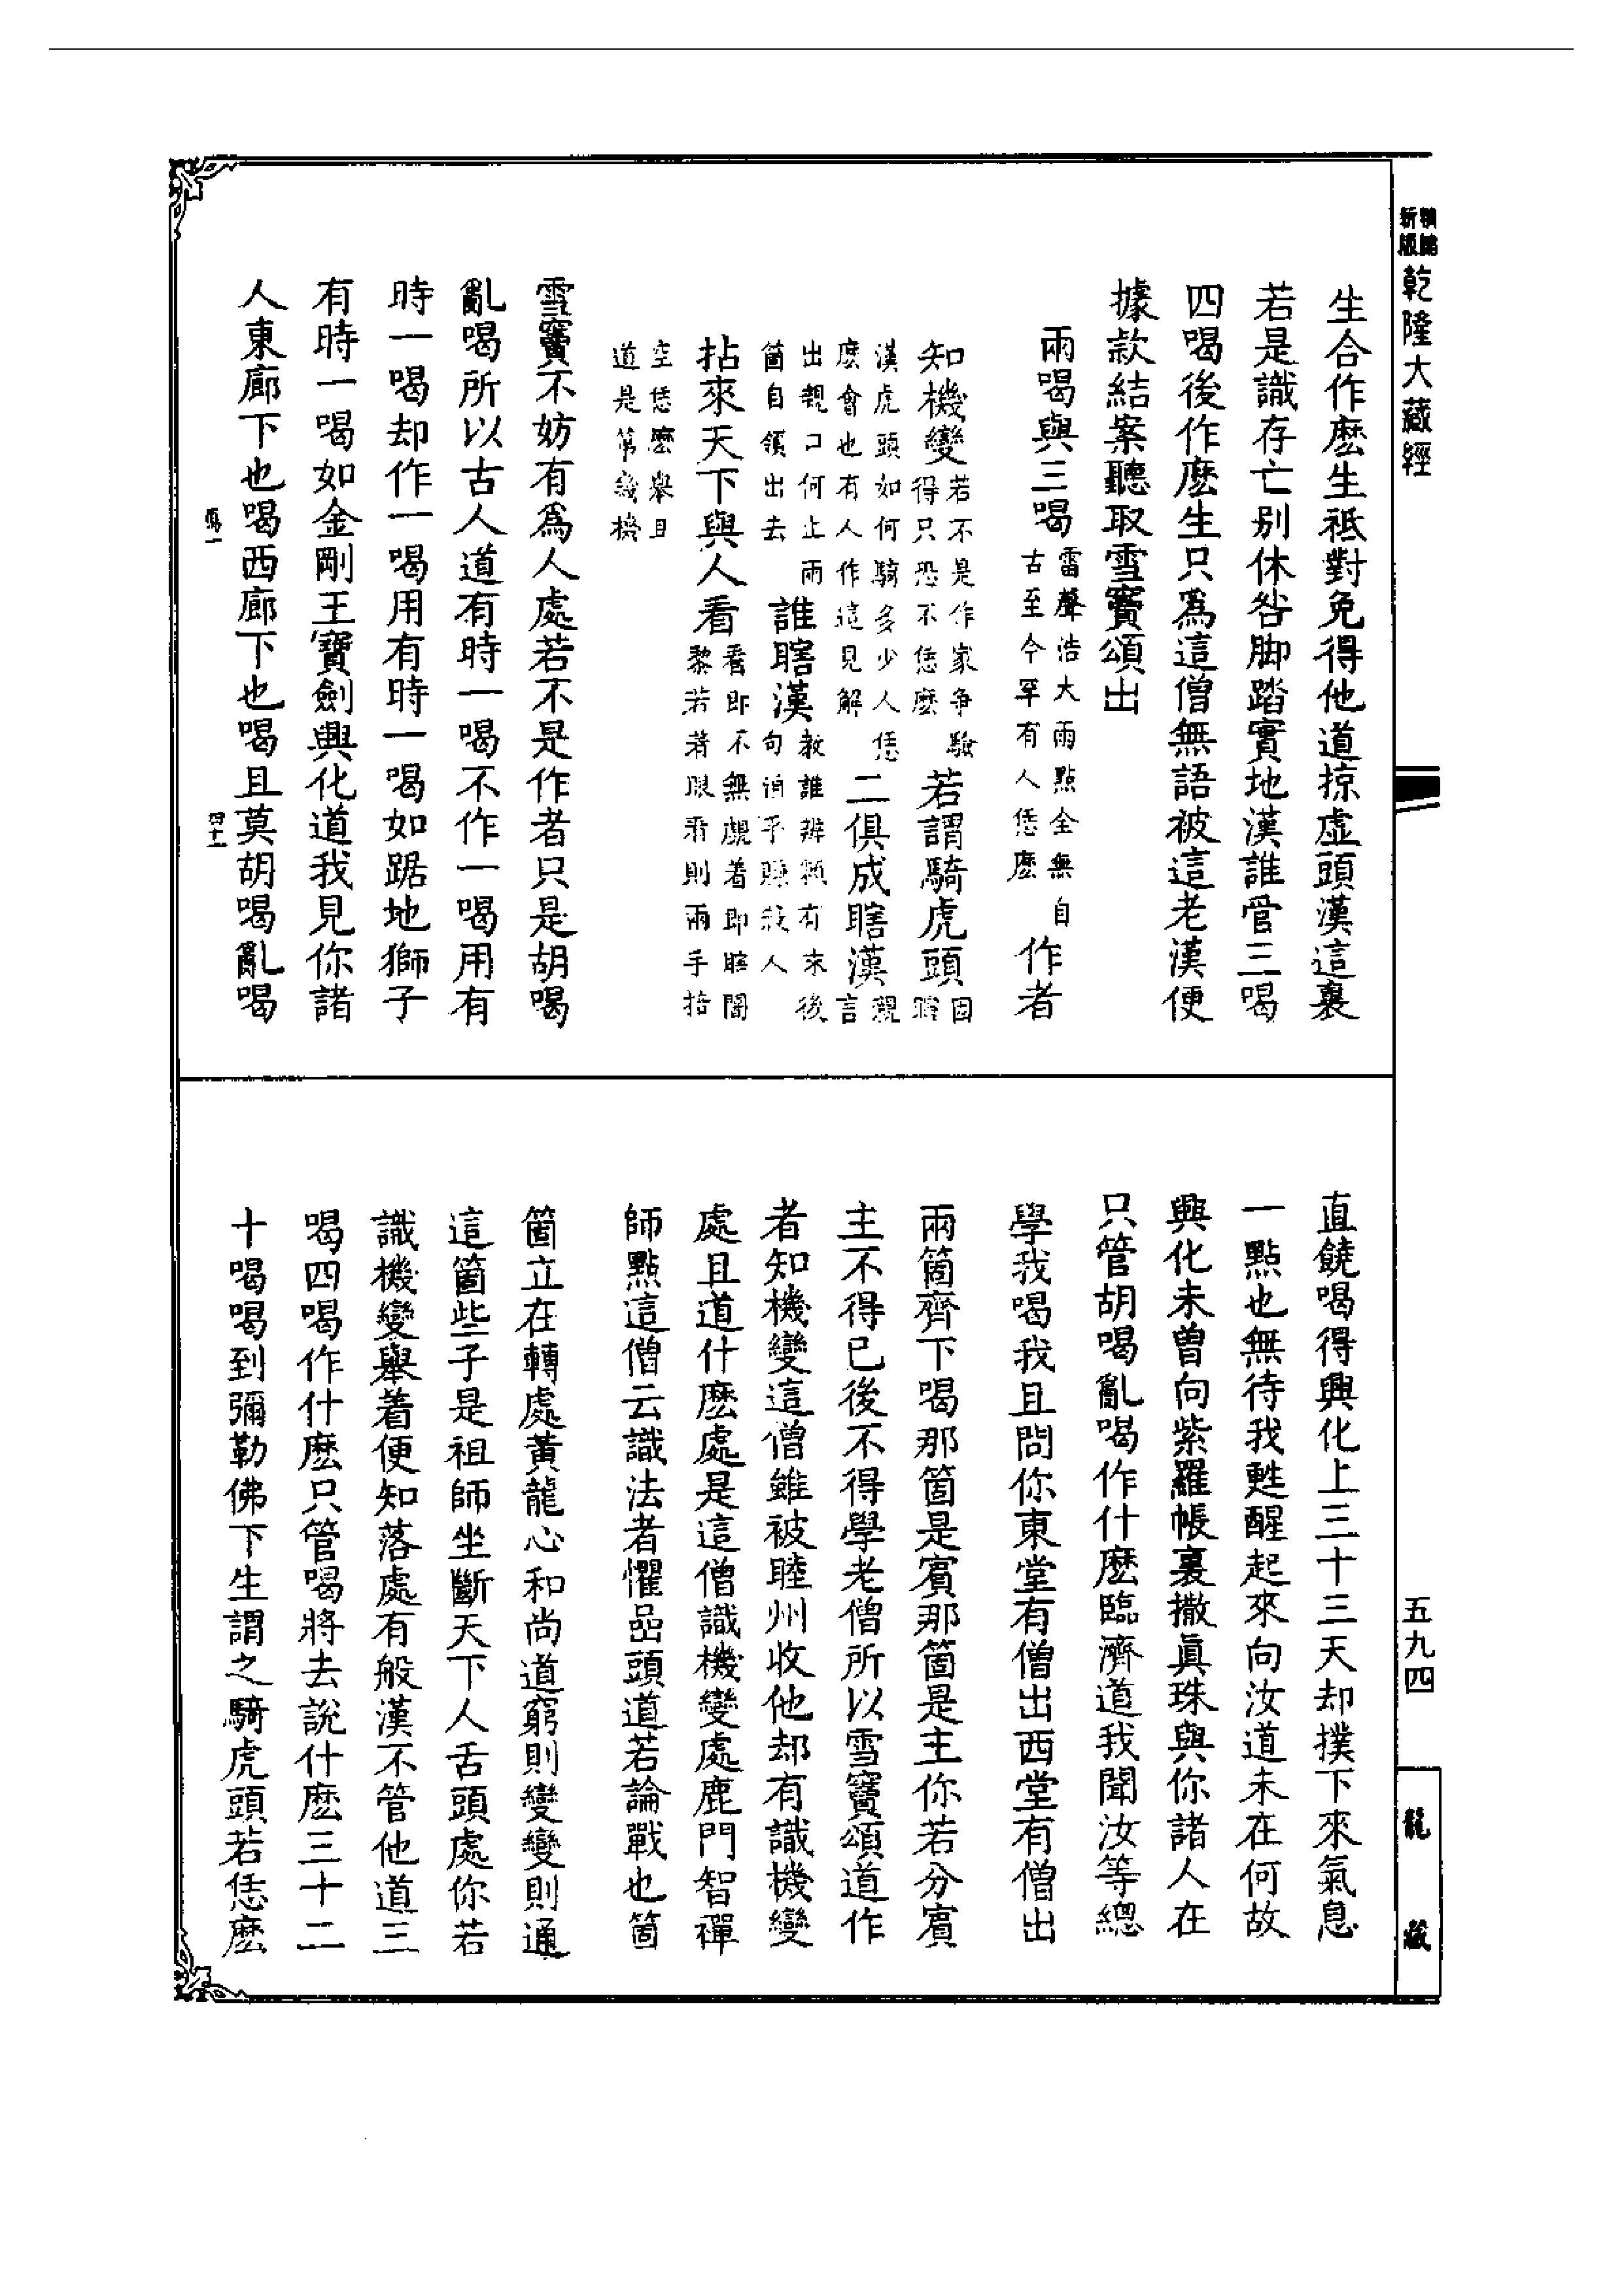 乾隆大藏經
生合作麽生祇對免得他道掠虛頭漢這裏
若是識存亡别休咎脚踏實地漢誰管三喝
四喝後作麽生只爲這僧無語被這老漢便
據款結案聽取雪竇頌出
兩喝與三喝
雷聲浩大雨點全無自
古至今罕有人恁麽
作者
知機變
若不是作家争驗
得只恐不恁麽
若謂騎虎頭
因
瞎
漢虎頭如何騎多少人恁
麽會也有人作這見解
二俱成瞎漢
親
言
出親口何止兩
箇自領出去
誰瞎漢
教誰辨賴有末後
句洎乎賺殺人
拈來天下與人看
看即不無覷着即瞎闍
黎若着眼看則兩手掐
空恁麽舉且
道是第幾機
雪竇不妨有爲人處若不是作者只是胡喝
亂喝所以古人道有時一喝不作一喝用有
時一喝却作一喝用有時一喝如踞地獅子
有時一喝如金剛王寶劍興化道我見你諸
人東廊下也喝西廊下也喝且莫胡喝亂喝
直饒喝得興化上三十三天却撲下來氣息
一點也無待我甦醒起來向汝道未在何故
興化未曾向紫羅帳裏撒真珠與你諸人在
只管胡喝亂喝作什麽臨濟道我聞汝等總
學我喝我且問你東堂有僧出西堂有僧出
兩箇齊下喝那箇是賓那箇是主你若分賓
主不得已後不得學老僧所以雪竇頌道作
者知機變這僧雖被睦州收他却有識機變
處且道什麽處是這僧識機變處鹿門智禪
師點這僧云識法者懼嵒頭道若論戰也箇
箇立在轉處黃龍心和尚道窮則變變則通
這箇些子是祖師坐斷天下人舌頭處你若
識機變舉着便知落處有般漢不管他道三
喝四喝作什麽只管喝將去說什麽三十二
十喝喝到彌勒佛下生謂之騎虎頭若恁麽
五九四
龍藏